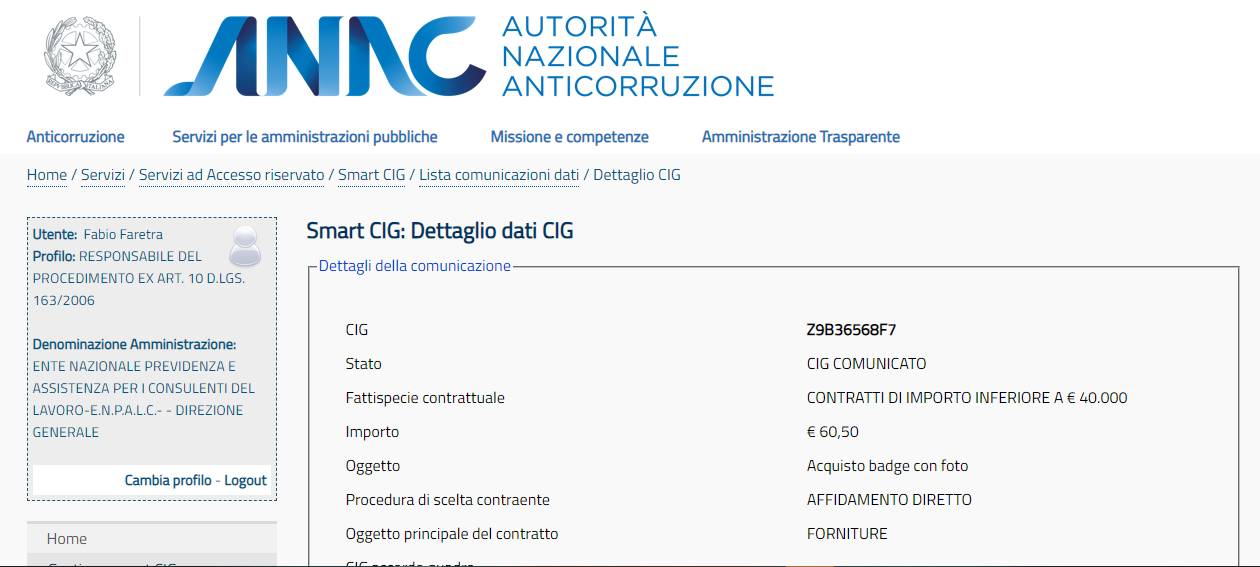 REPVBBLICA ITALIANA
ANAC
AUTORITÀ
NAZIONALE
ANTICORRUZIONE
Anticorruzione
Servizi per le amministrazioni pubbliche
Missione e competenze
Amministrazione Trasparente
Home / Servizi / Servizi ad Accesso riservato / Smart CIG / Lista comunicazioni dati / Dettaglio CIG
Utente: Fabio Faretra
Profilo: RESPONSABILE DEL
PROCEDIMENTO EX ART. 10 D.LGS.
163/2006
Denominazione Amministrazione:
ENTE NAZIONALE PREVIDENZA E
ASSISTENZA PER I CONSULENTI DEL
LAVORO-E.N.P.A.L.C.- - DIREZIONE
GENERALE
Cambia profilo - Logout
Home
Smart CIG: Dettaglio dati CIG
Dettagli della comunicazione
CIG Z9B36568F7
Stato CIG COMUNICATO
Fattispecie contrattuale CONTRATTI DI IMPORTO INFERIORE A € 40.000
Importo € 60,50
Oggetto Acquisto badge con foto
Procedura di scelta contraente AFFIDAMENTO DIRETTO
Oggetto principale del contratto FORNITURE
CIG accordo quadro